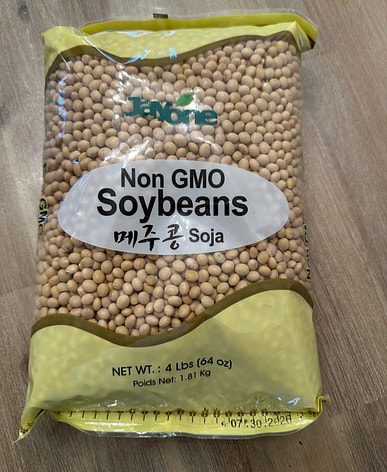 JAYone
Non GMO
Soybeans
메주콩 Soja
NET WT. : 4 Lbs (64 oz)
Poids Net: 1.81 Kg
07.30.2026